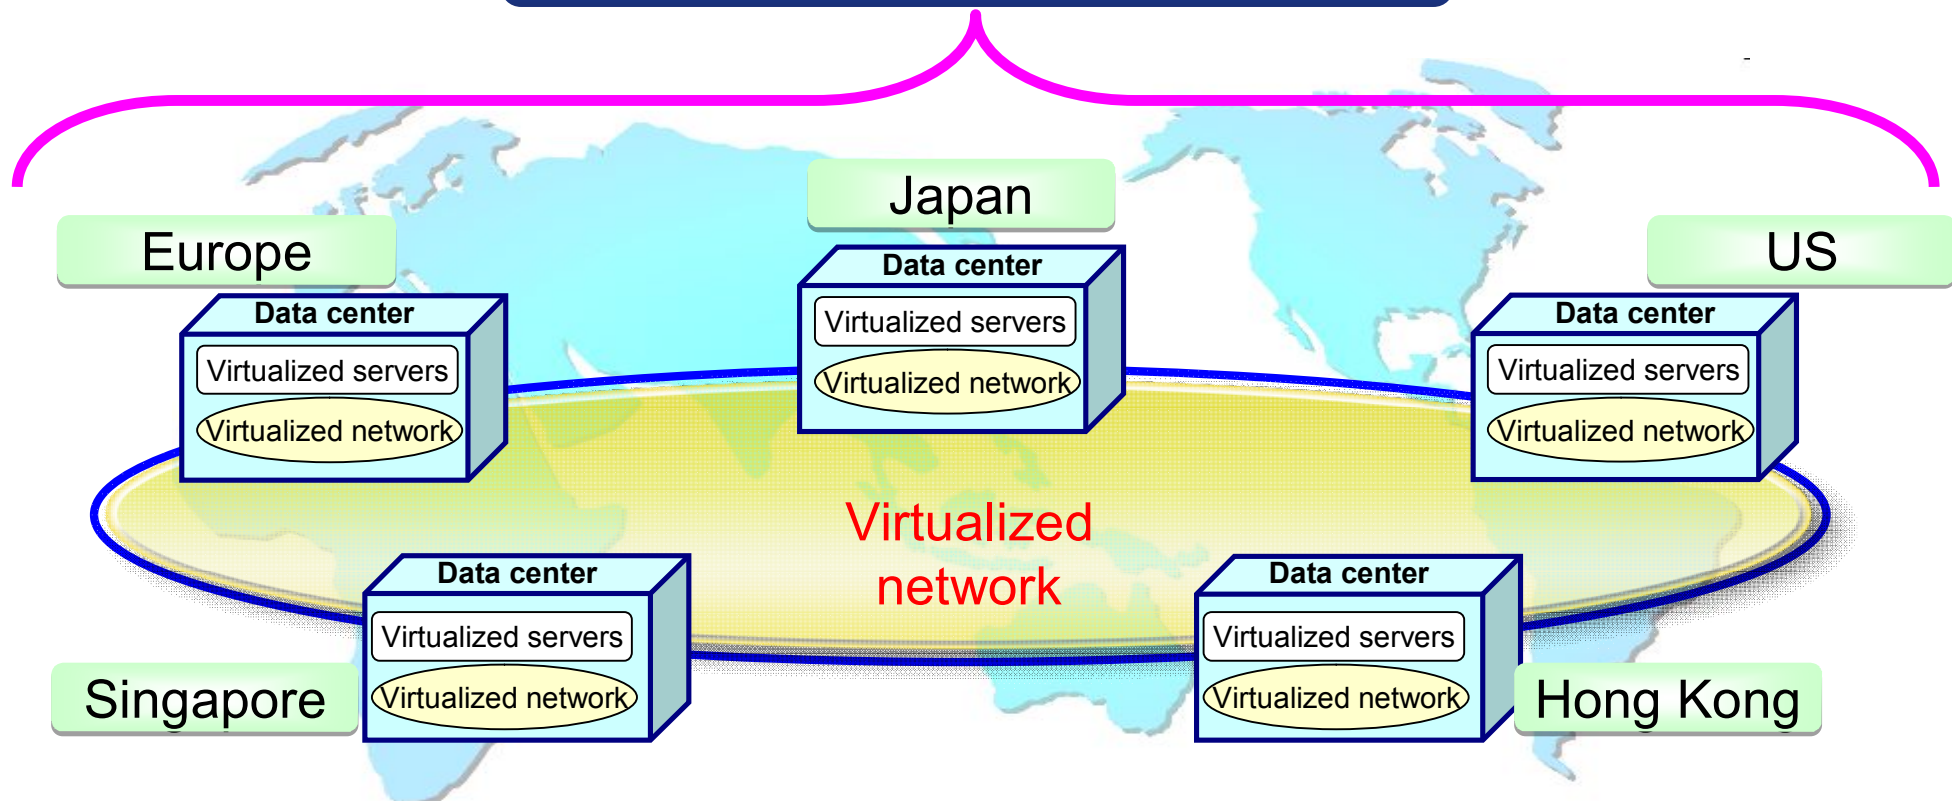 Japan
Europe
US
Data center
Virtualized servers
Virtualized network
Data center
Virtualized servers
Virtualized network
Data center
Virtualized servers
Virtualized network
Virtualized
network
Data center
Virtualized servers
Virtualized network
Singapore
Data center
Virtualized servers
Virtualized network
Hong Kong